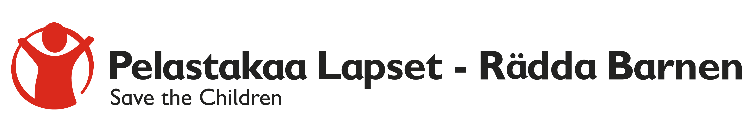 Pelastakaa Lapset - Rädda Barnen
Save the Children